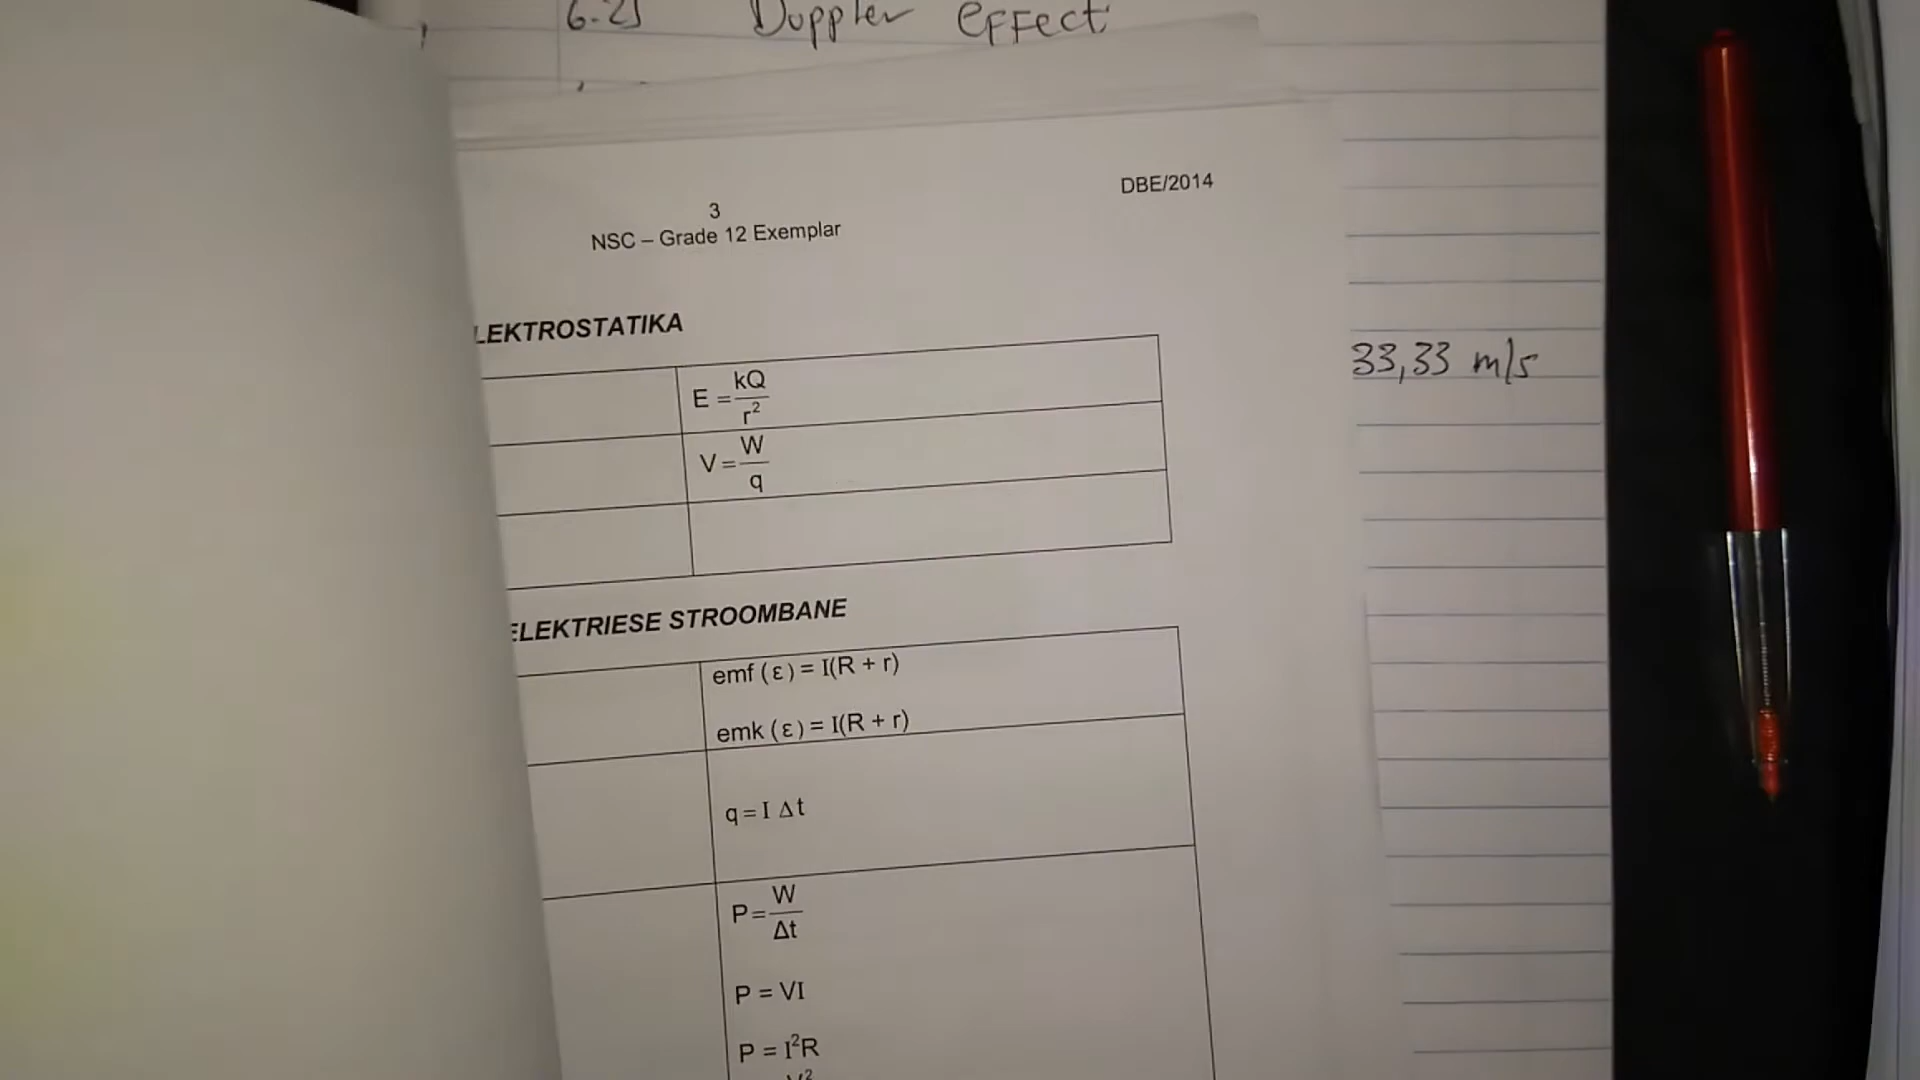 6.2] Doppler effect
DBE/2014
3
NSC – Grade 12 Exemplar
LEKTROSTATIKA
E = kQ/r²
V = W/q
ELEKTRIESE STROOMBANE
emf (ε) = I(R + r)
emk (ε) = I(R + r)
q = I Δt
P = W/Δt
P = VI
P = I²R
33,33 m/s